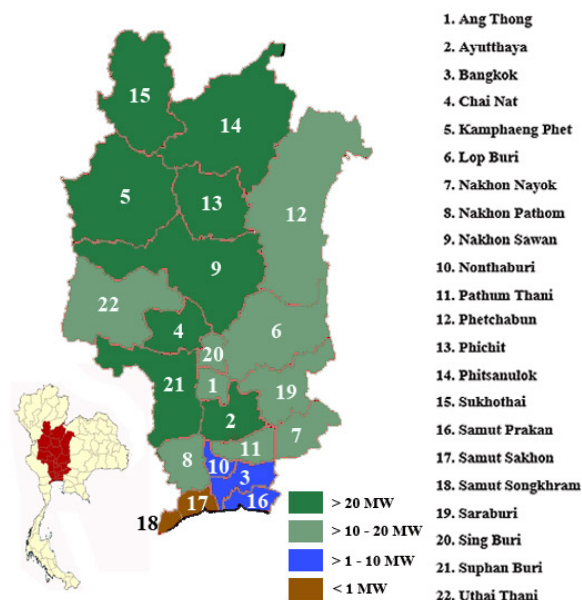 1. Ang Thong
2. Ayutthaya
3. Bangkok
4. Chai Nat
5. Kamphaeng Phet
6. Lop Buri
7. Nakhon Nayok
8. Nakhon Pathom
9. Nakhon Sawan
10. Nonthaburi
11. Pathum Thani
12. Phetchabun
13. Phichit
14. Phitsanulok
15. Sukhothai
16. Samut Prakan
17. Samut Sakhon
18. Samut Songkhram
19. Saraburi
20. Sing Buri
21. Suphan Buri
22. Uthai Thani
15
14
5
13
12
9
22
4
6
20
21
1
19
2
7
8
11
10
3
17
16
18
> 20 MW
> 10 - 20 MW
> 1 - 10 MW
< 1 MW